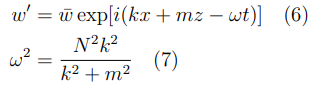 w′ = w̄ exp[i(kx + mz − ωt)] (6)
ω² = N²k² / (k² + m²) (7)